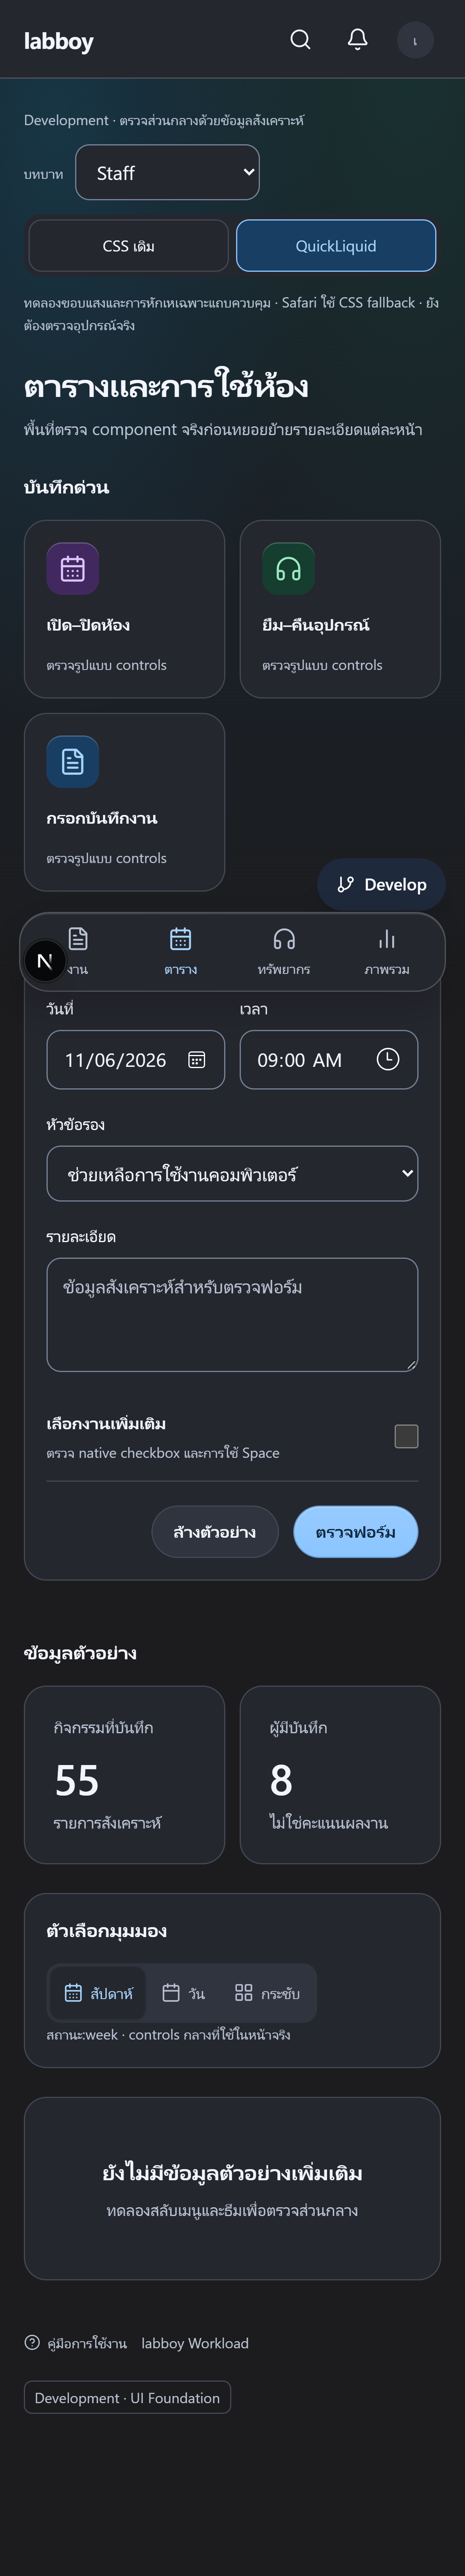 labboy
เ
Development · ตรวจส่วนกลางด้วยข้อมูลสังเคราะห์
บทบาท
Staff
CSS เดิม
QuickLiquid
ทดลองขอบแสงและการหักเหเฉพาะแถบควบคุม · Safari ใช้ CSS fallback · ยัง
ต้องตรวจอุปกรณ์จริง
ตารางและการใช้ห้อง
พื้นที่ตรวจ component จริงก่อนทยอยย้ายรายละเอียดแต่ละหน้า
บันทึกด่วน
เปิด–ปิดห้อง
ตรวจรูปแบบ controls
ยืม–คืนอุปกรณ์
ตรวจรูปแบบ controls
กรอกบันทึกงาน
ตรวจรูปแบบ controls
Develop
N
งาน
ตาราง
ทรัพยากร
ภาพรวม
วันที่
เวลา
11/06/2026
09:00 AM
หัวข้อรอง
ช่วยเหลือการใช้งานคอมพิวเตอร์
รายละเอียด
ข้อมูลสังเคราะห์สำหรับตรวจฟอร์ม
เลือกงานเพิ่มเติม
ตรวจ native checkbox และการใช้ Space
ล้างตัวอย่าง
ตรวจฟอร์ม
ข้อมูลตัวอย่าง
กิจกรรมที่บันทึก
55
รายการสังเคราะห์
ผู้มีบันทึก
8
ไม่ใช่คะแนนผลงาน
ตัวเลือกมุมมอง
สัปดาห์
วัน
กระชับ
สถานะ:week · controls กลางที่ใช้ในหน้าจริง
ยังไม่มีข้อมูลตัวอย่างเพิ่มเติม
ทดลองสลับเมนูและธีมเพื่อตรวจส่วนกลาง
คู่มือการใช้งาน
labboy Workload
Development · UI Foundation